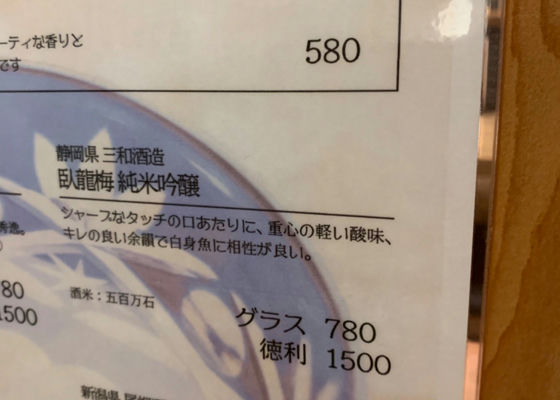 ーティな香りと
です
580
静岡県 三和酒造
臥龍梅 純米吟醸
シャープなタッチの口あたりに、重心の軽い酸味、
キレの良い余韻で白身魚に相性が良い。
酒米：五百万石
80
1500
グラス 780
徳利 1500
新潟県